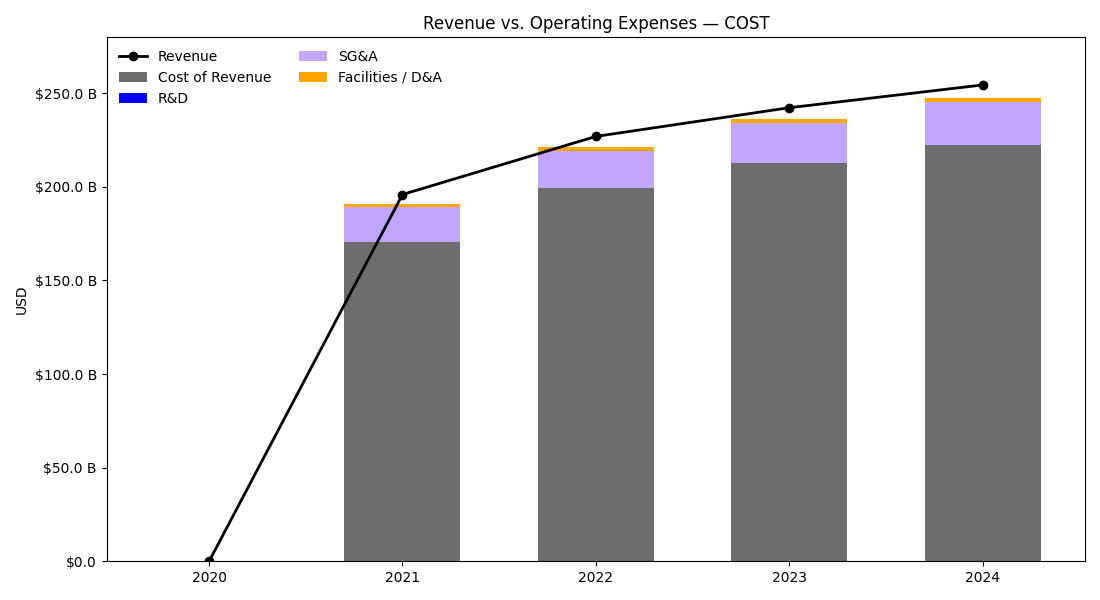 Revenue vs. Operating Expenses — COST
Revenue
Cost of Revenue
R&D
SG&A
Facilities / D&A
USD
$250.0 B
$200.0 B
$150.0 B
$100.0 B
$50.0 B
$0.0
2020
2021
2022
2023
2024